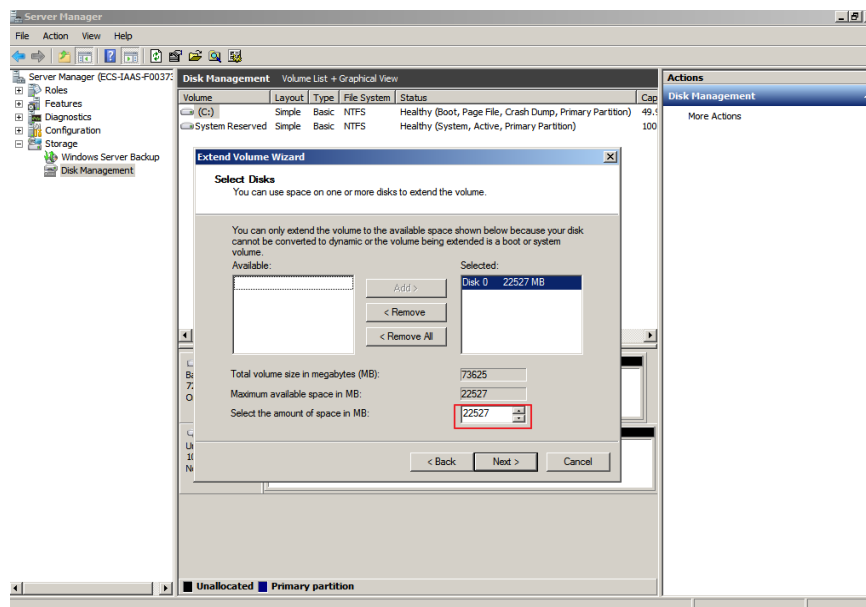 Server Manager
File Action View Help
Server Manager (ECS-IAAS-F0037
Roles
Features
Diagnostics
Configuration
Storage
Windows Server Backup
Disk Management
Disk Management Volume List + Graphical View
Volume Layout Type File System Status Cap
(C:) Simple Basic NTFS Healthy (Boot, Page File, Crash Dump, Primary Partition) 49.
System Reserved Simple Basic NTFS Healthy (System, Active, Primary Partition) 100
Actions
Disk Management
More Actions
Extend Volume Wizard
Select Disks
You can use space on one or more disks to extend the volume.
You can only extend the volume to the available space shown below because your disk
cannot be converted to dynamic or the volume being extended is a boot or system
volume.
Available:
Selected:
Disk 0 22527 MB
Add >
< Remove
< Remove All
Total volume size in megabytes (MB): 73625
Maximum available space in MB: 22527
Select the amount of space in MB: 22527
< Back Next > Cancel
Unallocated Primary partition